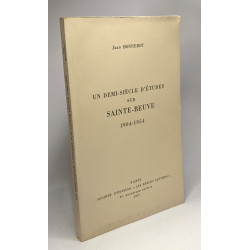 Jean BONNEROT
UN DEMI-SIÈCLE D'ÉTUDES
SUR
SAINTE-BEUVE
1904-1954
PARIS
SOCIÉTÉ D'ÉDITION « LES BELLES LETTRES »